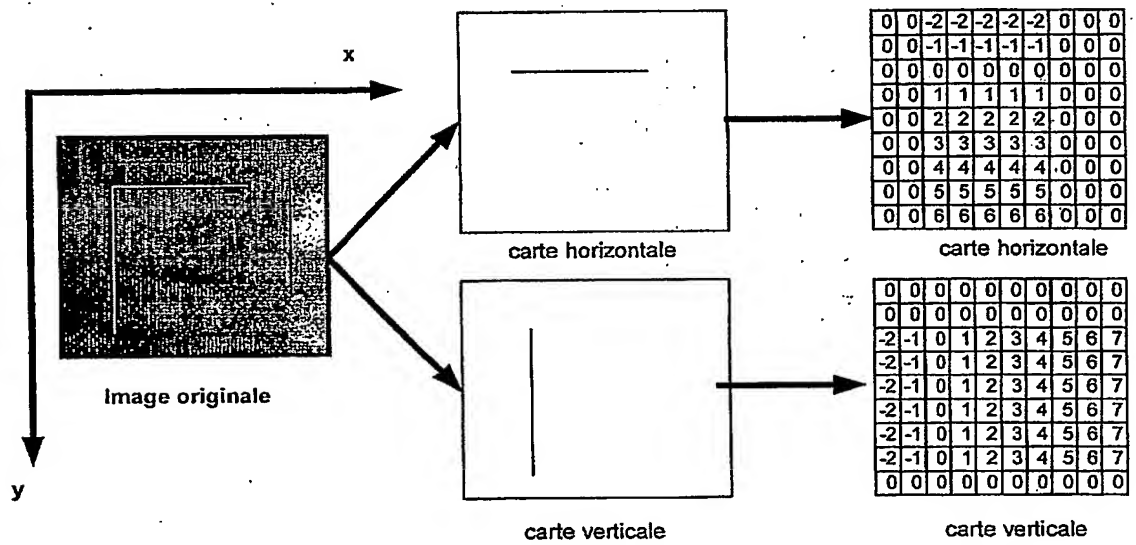 x
y
Image originale
carte horizontale
carte verticale
0 0 -2 -2 -2 -2 -2 0 0 0
0 0 -1 -1 -1 -1 -1 0 0 0
0 0 0 0 0 0 0 0 0 0
0 0 1 1 1 1 1 0 0 0
0 0 2 2 2 2 2 0 0 0
0 0 3 3 3 3 3 0 0 0
0 0 4 4 4 4 4 0 0 0
0 0 5 5 5 5 5 0 0 0
0 0 6 6 6 6 6 0 0 0
carte horizontale
0 0 0 0 0 0 0 0 0 0
0 0 0 0 0 0 0 0 0 0
-2 -1 0 1 2 3 4 5 6 7
-2 -1 0 1 2 3 4 5 6 7
-2 -1 0 1 2 3 4 5 6 7
-2 -1 0 1 2 3 4 5 6 7
-2 -1 0 1 2 3 4 5 6 7
-2 -1 0 1 2 3 4 5 6 7
0 0 0 0 0 0 0 0 0 0
carte verticale